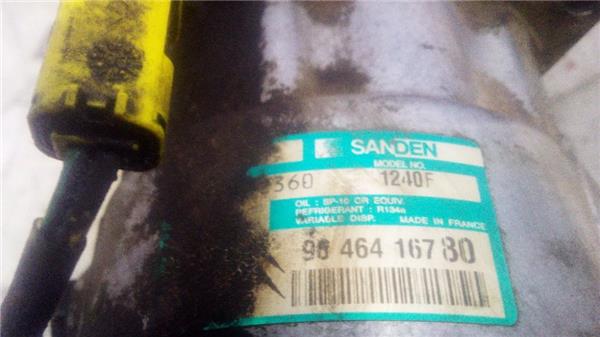 SANDEN
MODEL NO.
360 1240F
OIL : SP-10 OR EQUIV.
REFRIGERANT : R134a
VARIABLE DISP. MADE IN FRANCE
96 464 167 80